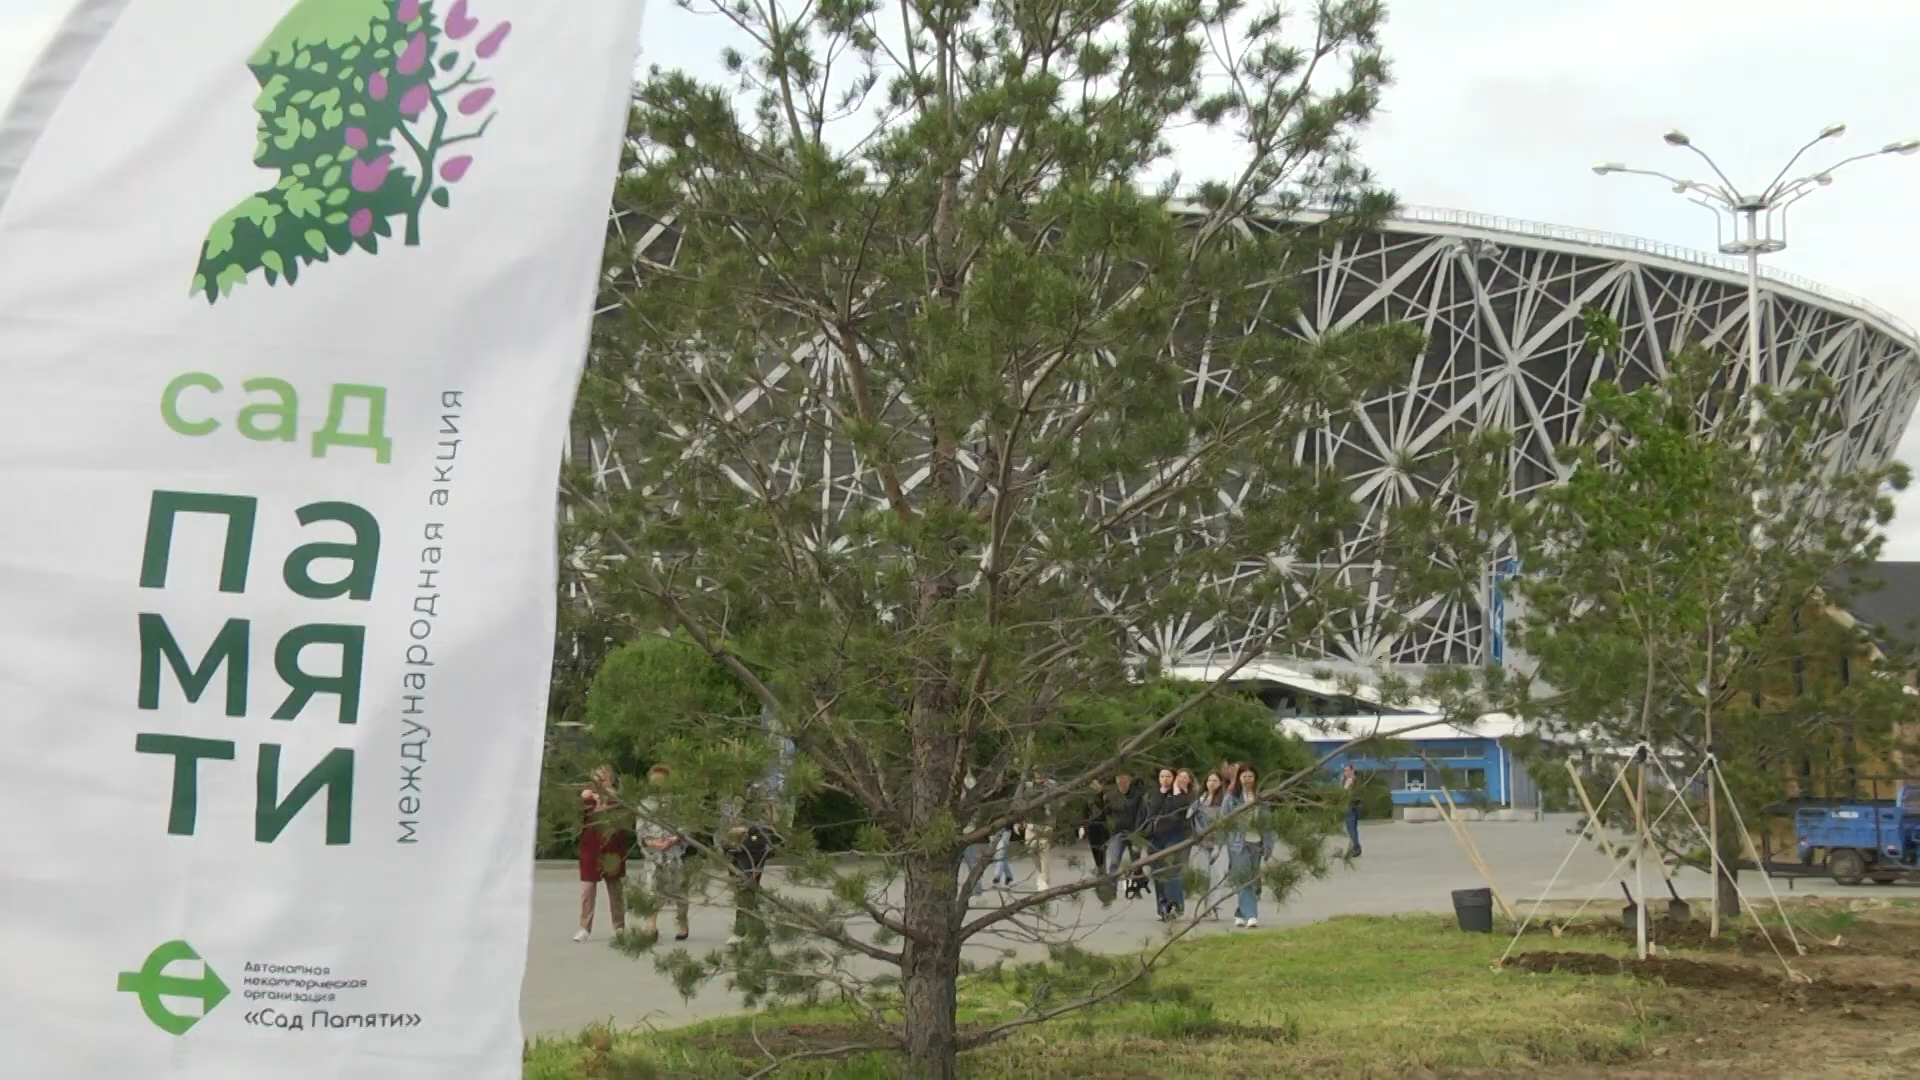 сад
па
мя
ти
международная акция
Автономная
некоммерческая
организация
«Сад Памяти»